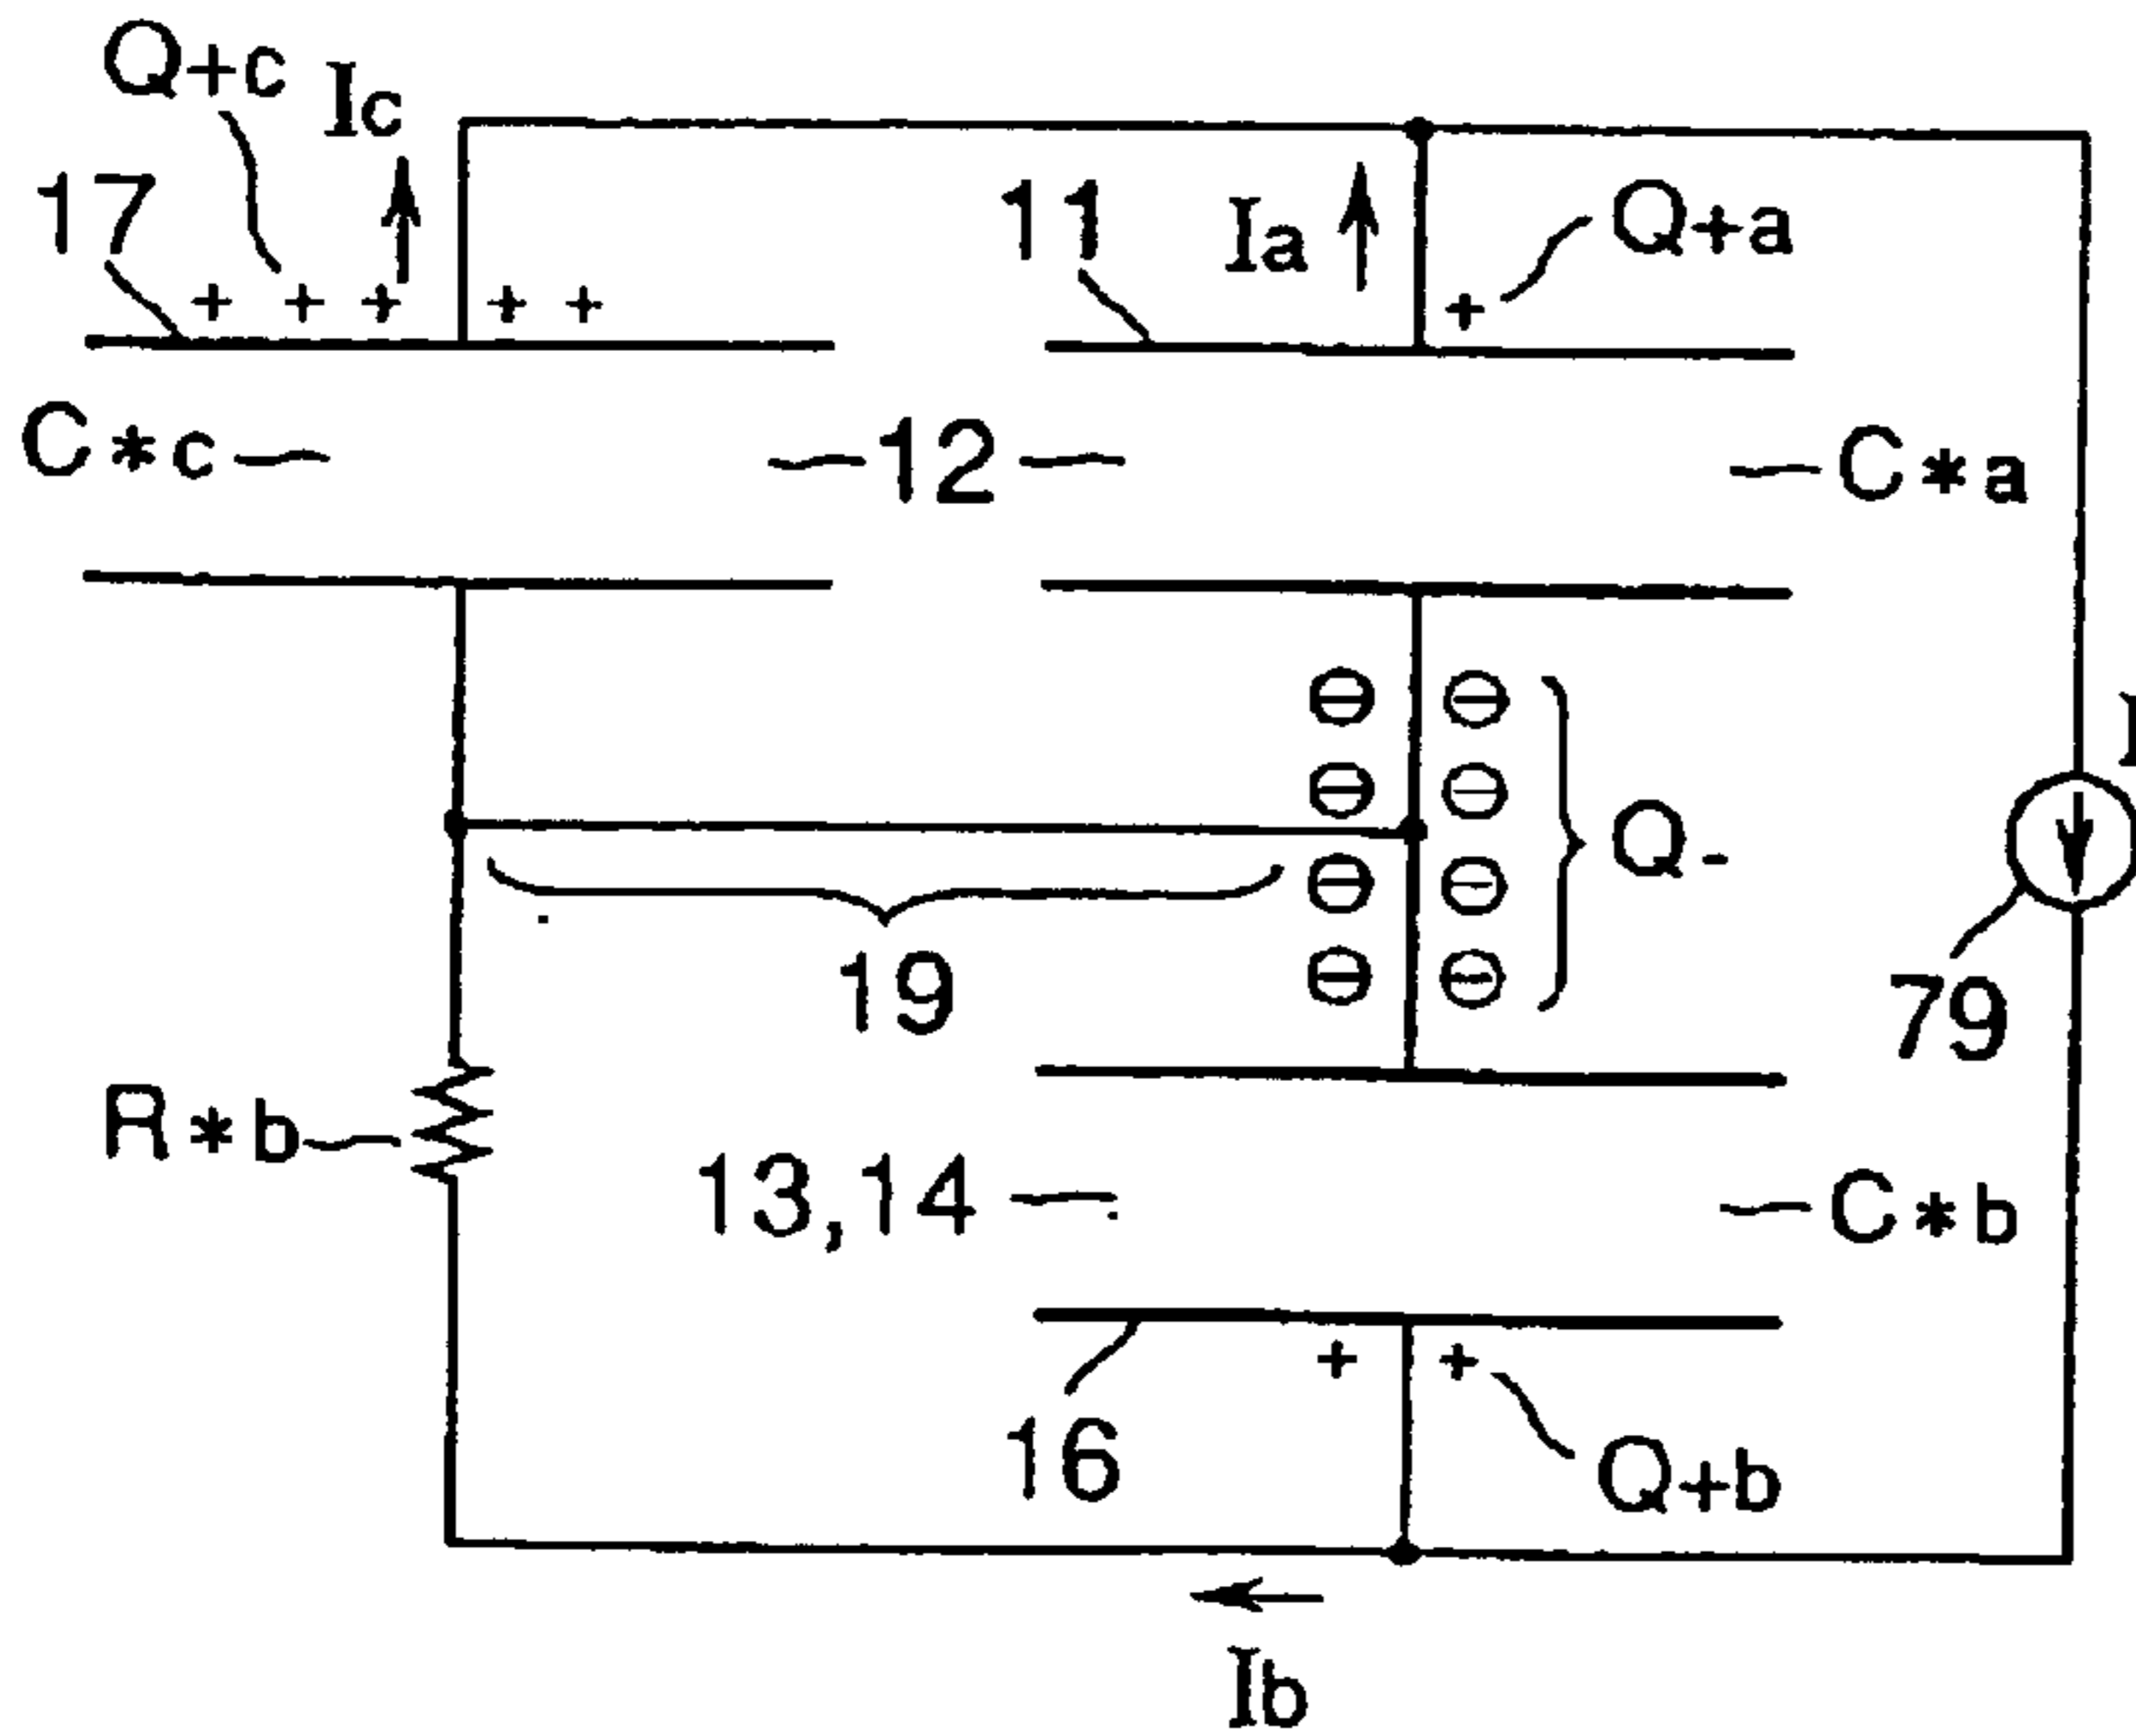 Q+c
Ic
17
11
Ia
Q+a
C*c
12
C*a
I
Q-
19
79
R*b
13,14
C*b
16
Q+b
Ib